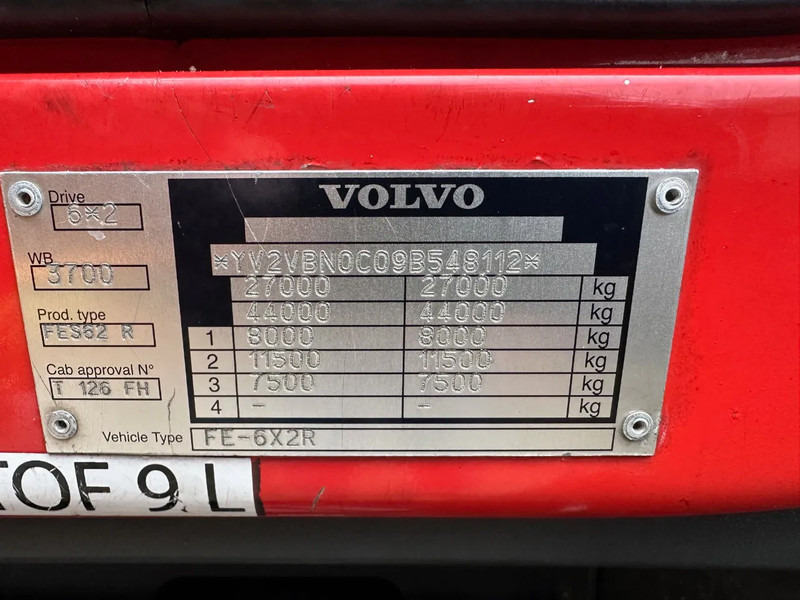 VOLVO
Drive
6*2
*YV2VBN0C09B548112*
WB
3700
27000 27000 kg
44000 44000 kg
Prod. type
FES62 R
1 8000 8000 kg
2 11500 11500 kg
Cab approval N°
T 126 FH
3 7500 7500 kg
4 - - kg
Vehicle Type FE-6X2R
TOF 9 L